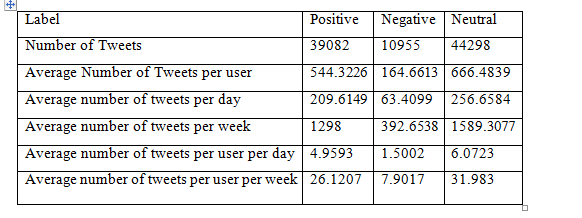 Label Positive Negative Neutral
Number of Tweets 39082 10955 44298
Average Number of Tweets per user 544.3226 164.6613 666.4839
Average number of tweets per day 209.6149 63.4099 256.6584
Average number of tweets per week 1298 392.6538 1589.3077
Average number of tweets per user per day 4.9593 1.5002 6.0723
Average number of tweets per user per week 26.1207 7.9017 31.983